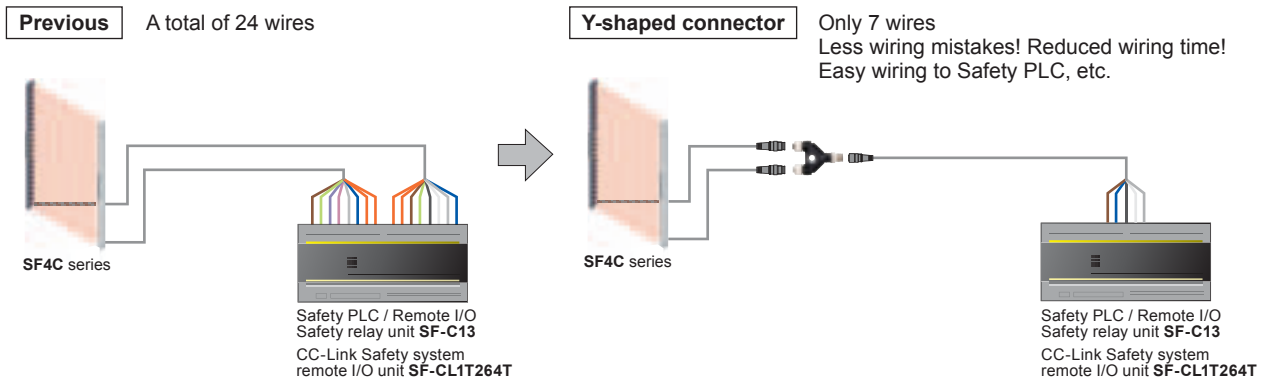 Previous
A total of 24 wires
SF4C series
Safety PLC / Remote I/O
Safety relay unit SF-C13
CC-Link Safety system
remote I/O unit SF-CL1T264T
Y-shaped connector
Only 7 wires
Less wiring mistakes! Reduced wiring time!
Easy wiring to Safety PLC, etc.
SF4C series
Safety PLC / Remote I/O
Safety relay unit SF-C13
CC-Link Safety system
remote I/O unit SF-CL1T264T